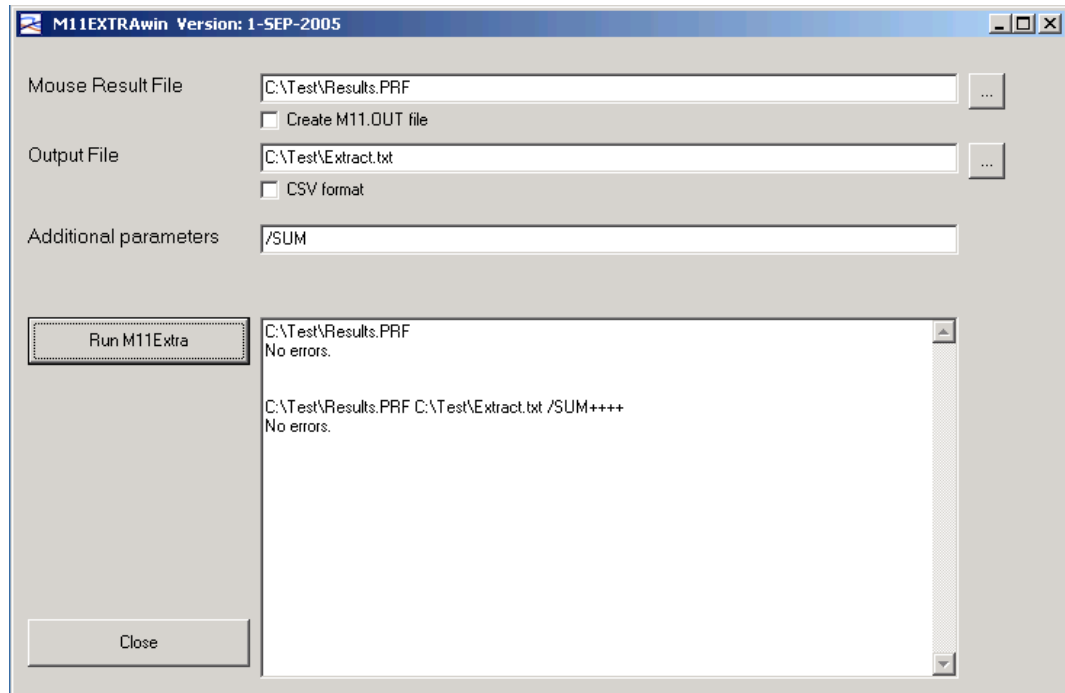 M11EXTRAwin Version: 1-SEP-2005
Mouse Result File
C:\Test\Results.PRF
...
Create M11.OUT file
Output File
C:\Test\Extract.txt
...
CSV format
Additional parameters
/SUM
Run M11Extra
C:\Test\Results.PRF
No errors.
C:\Test\Results.PRF C:\Test\Extract.txt /SUM++++
No errors.
Close